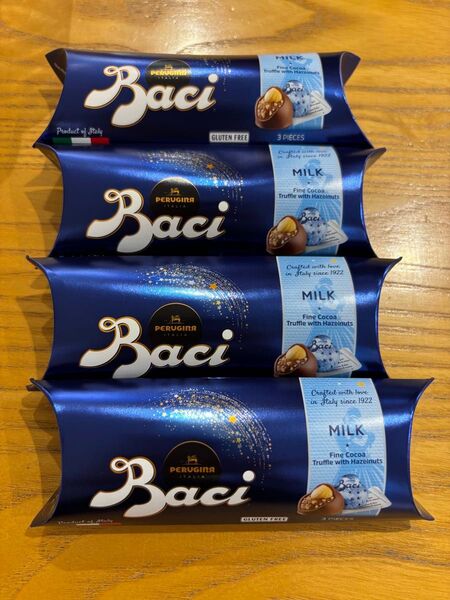 PERUGINA
ITALIA
Baci
MILK
Fine Cocoa
Truffle with Hazelnuts
Product of Italy
GLUTEN FREE
3 PIECES
PERUGINA
ITALIA
Baci
Crafted with love
in Italy since 1922
MILK
Fine Cocoa
Truffle with Hazelnuts
Baci
PERUGINA
ITALIA
Baci
Crafted with love
in Italy since 1922
MILK
Fine Cocoa
Truffle with Hazelnuts
Baci
PERUGINA
ITALIA
Baci
Crafted with love
in Italy since 1922
MILK
Fine Cocoa
Truffle with Hazelnuts
Baci
Product of Italy
GLUTEN FREE
3 PIECES